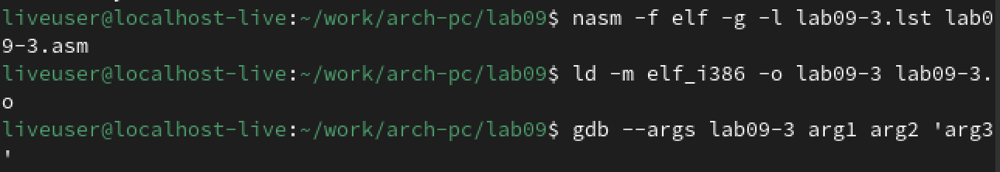 liveuser@localhost-live:~/work/arch-pc/lab09$ nasm -f elf -g -l lab09-3.lst lab0
9-3.asm
liveuser@localhost-live:~/work/arch-pc/lab09$ ld -m elf_i386 -o lab09-3 lab09-3.
o
liveuser@localhost-live:~/work/arch-pc/lab09$ gdb --args lab09-3 arg1 arg2 'arg3
'